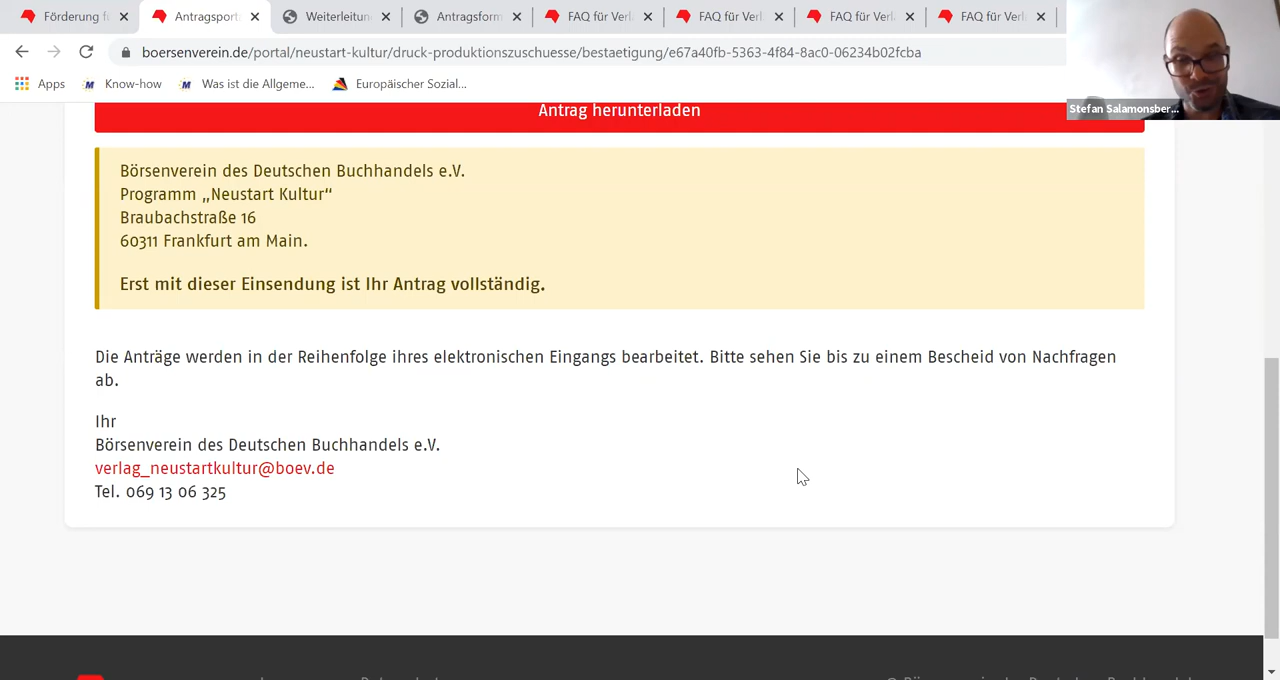 Förderung f
Antragsport
Weiterleitun
Antragsform
FAQ für Verl
FAQ für Verl
FAQ für Verl
FAQ für Verl
boersenverein.de/portal/neustart-kultur/druck-produktionszuschuesse/bestaetigung/e67a40fb-5363-4f84-8ac0-06234b02fcba
Apps
Know-how
Was ist die Allgeme...
Europäischer Sozial...
Stefan Salamonsber...
Antrag herunterladen
Börsenverein des Deutschen Buchhandels e.V.
Programm „Neustart Kultur“
Braubachstraße 16
60311 Frankfurt am Main.
Erst mit dieser Einsendung ist Ihr Antrag vollständig.
Die Anträge werden in der Reihenfolge ihres elektronischen Eingangs bearbeitet. Bitte sehen Sie bis zu einem Bescheid von Nachfragen
ab.
Ihr
Börsenverein des Deutschen Buchhandels e.V.
verlag_neustartkultur@boev.de
Tel. 069 13 06 325